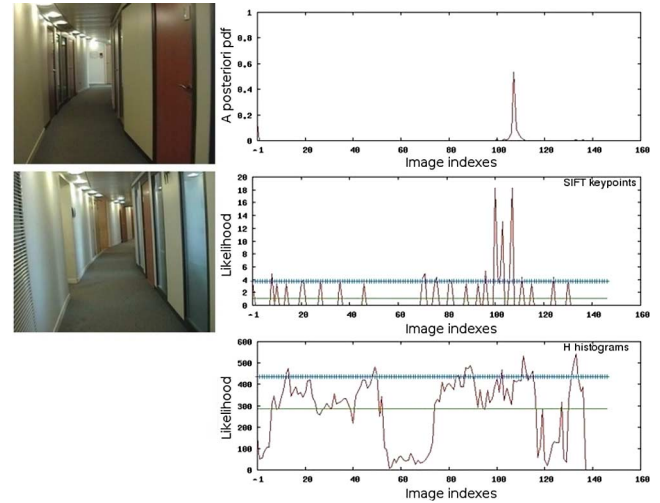 A posteriori pdf
1
0.8
0.6
0.4
0.2
0
-1 20 40 60 80 100 120 140 160
Image indexes
SIFT keypoints
Likelihood
20
18
16
14
12
10
8
6
4
2
0
-1 20 40 60 80 100 120 140 160
Image indexes
H histograms
Likelihood
600
500
400
300
200
100
0
-1 20 40 60 80 100 120 140 160
Image indexes